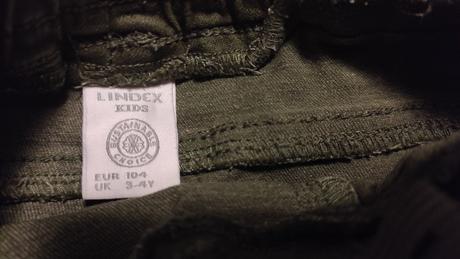 LINDEX
KIDS
SUSTAINABLE
CHOICE
EUR 104
UK 3-4Y